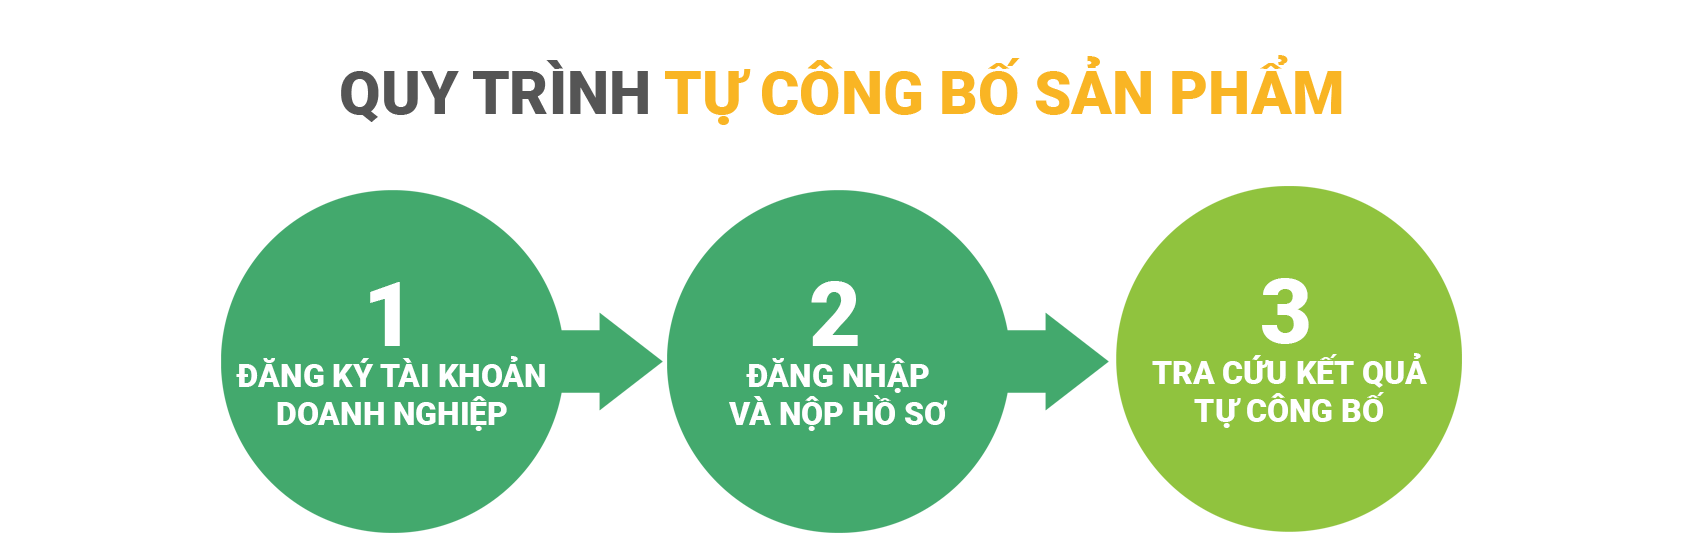 QUY TRÌNH TỰ CÔNG BỐ SẢN PHẨM
1
ĐĂNG KÝ TÀI KHOẢN
DOANH NGHIỆP
2
ĐĂNG NHẬP
VÀ NỘP HỒ SƠ
3
TRA CỨU KẾT QUẢ
TỰ CÔNG BỐ